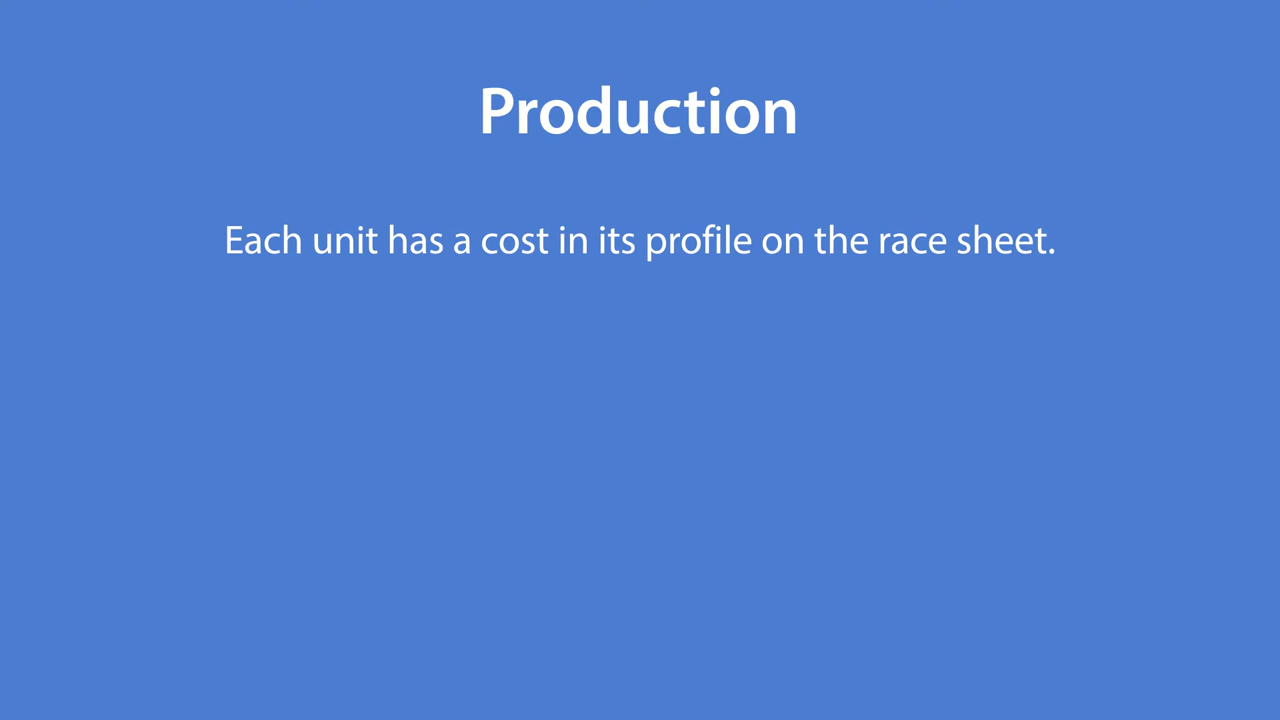 Production
Each unit has a cost in its profile on the race sheet.